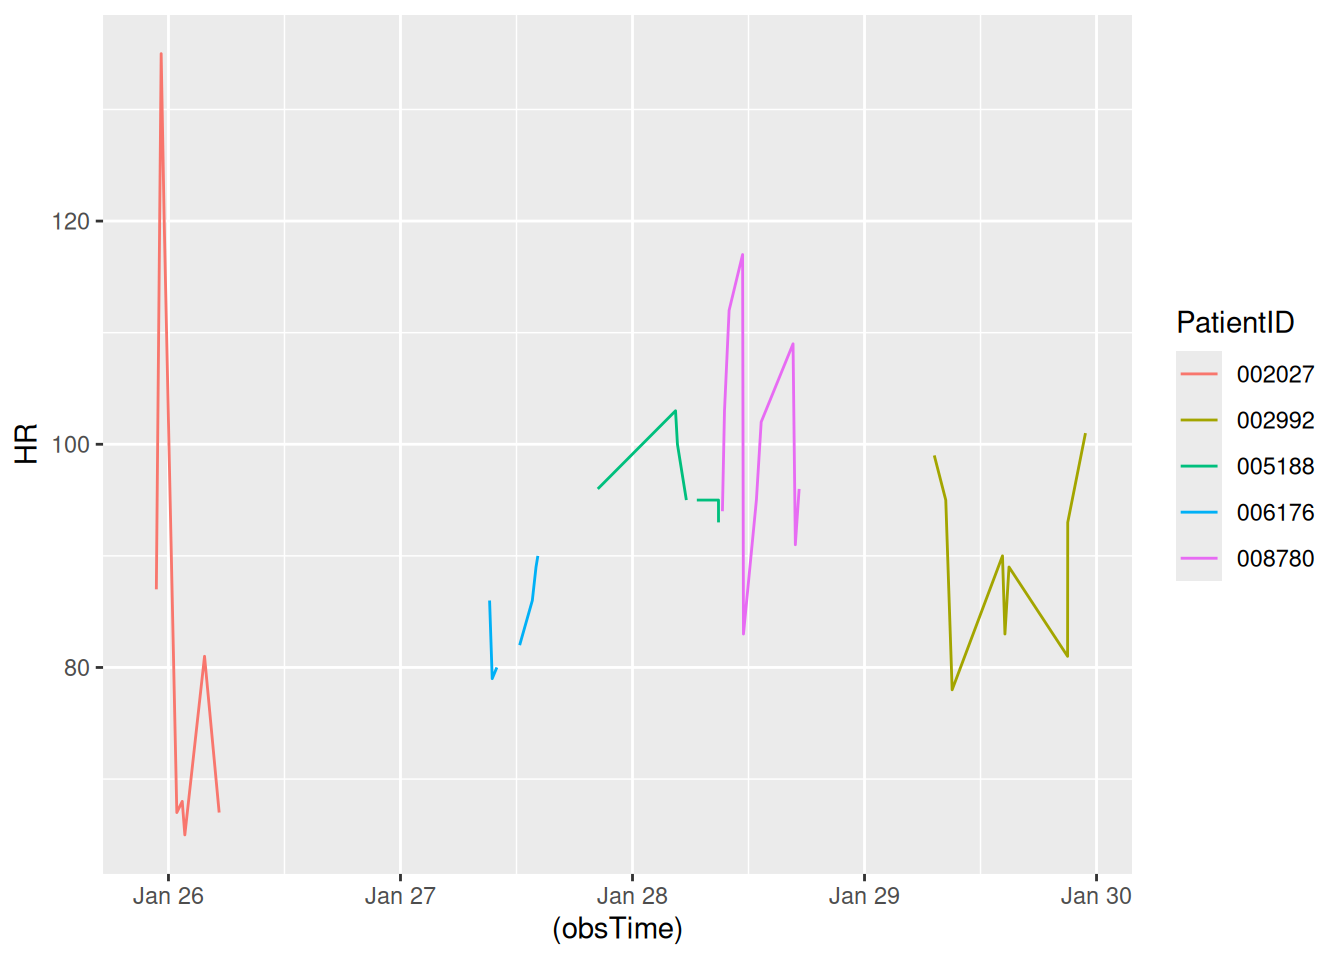 HR
120
100
80
Jan 26
Jan 27
Jan 28
Jan 29
Jan 30
(obsTime)
PatientID
002027
002992
005188
006176
008780